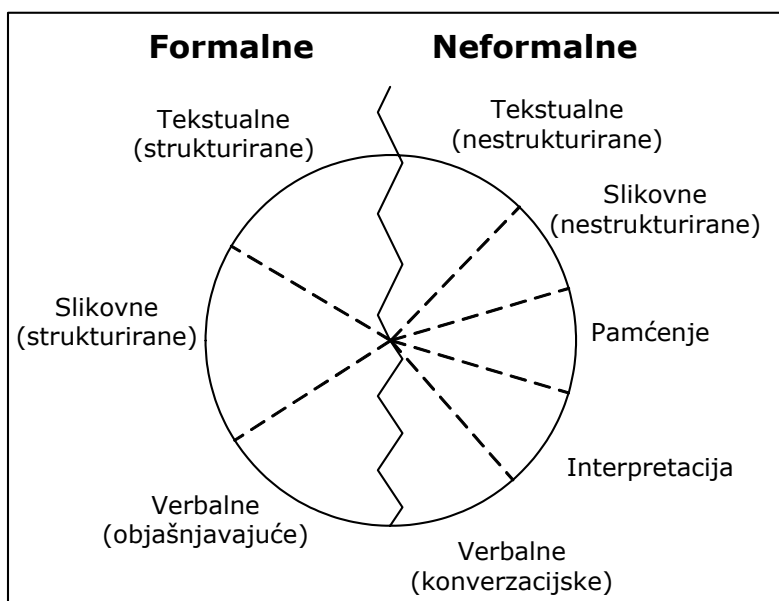 Formalne
Neformalne
Tekstualne
(strukturirane)
Tekstualne
(nestrukturirane)
Slikovne
(nestrukturirane)
Slikovne
(strukturirane)
Pamćenje
Interpretacija
Verbalne
(objašnjavajuće)
Verbalne
(konverzacijske)